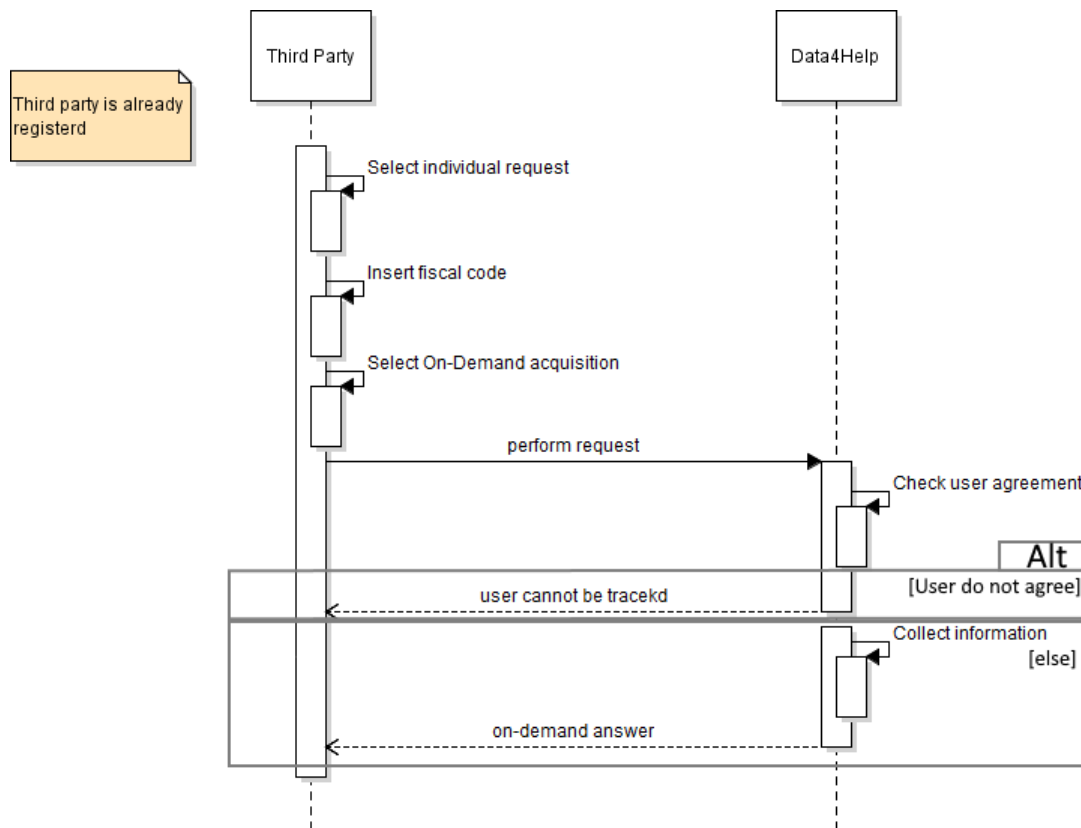 Third Party
Data4Help
Third party is already
registerd
Select individual request
Insert fiscal code
Select On-Demand acquisition
perform request
Check user agreement
Alt
[User do not agree]
user cannot be tracekd
Collect information
[else]
on-demand answer